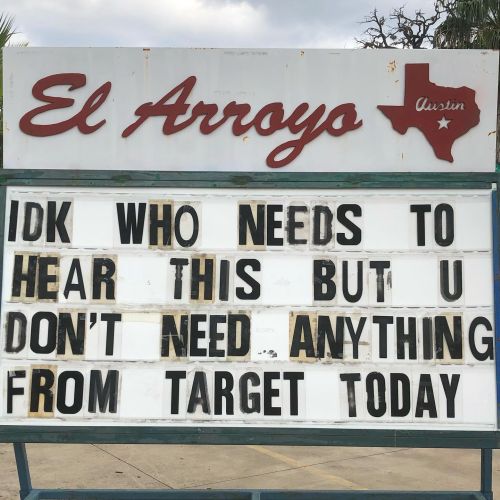 El Arroyo
Austin
IDK WHO NEEDS TO
HEAR THIS BUT U
DON'T NEED ANYTHING
FROM TARGET TODAY